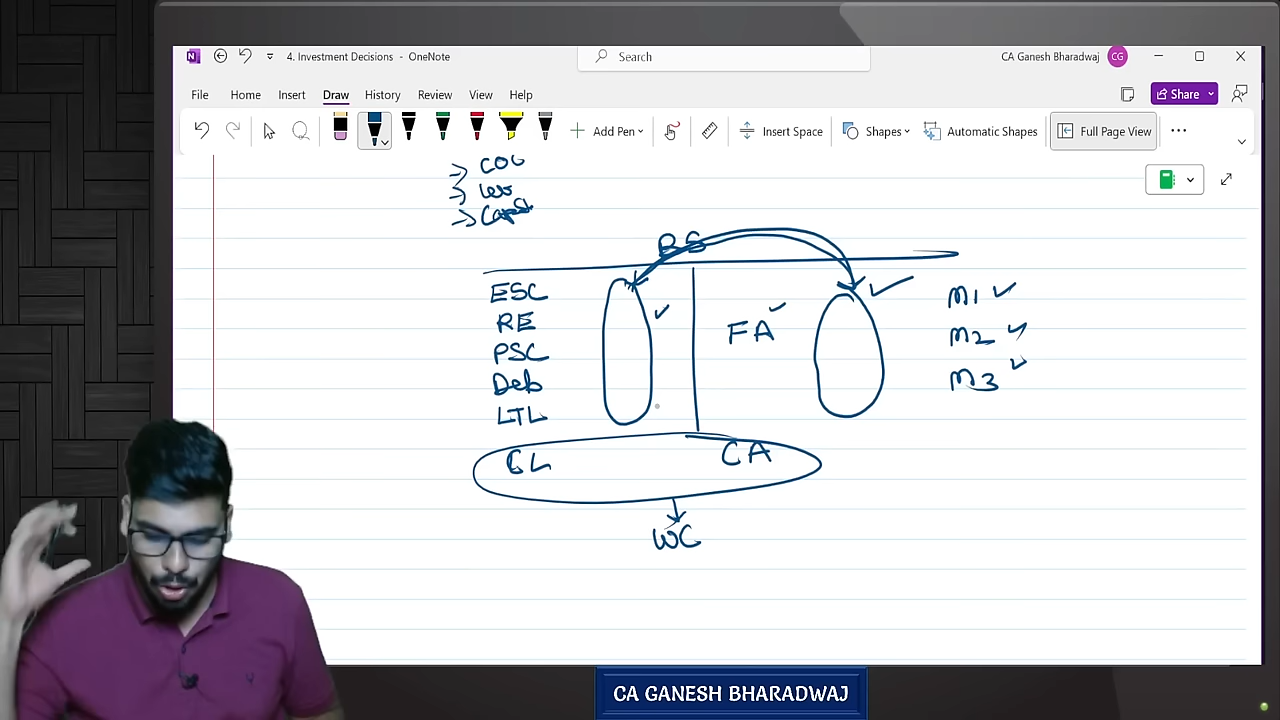 4. Investment Decisions - OneNote
Search
CA Ganesh Bharadwaj
CG
File Home Insert Draw History Review View Help
Share
Add Pen
Insert Space
Shapes
Automatic Shapes
Full Page View
COC
BS
ESC
RE
PSC
Deb
LTL
FA
M1
M2
M3
CL
CA
WC
CA GANESH BHARADWAJ